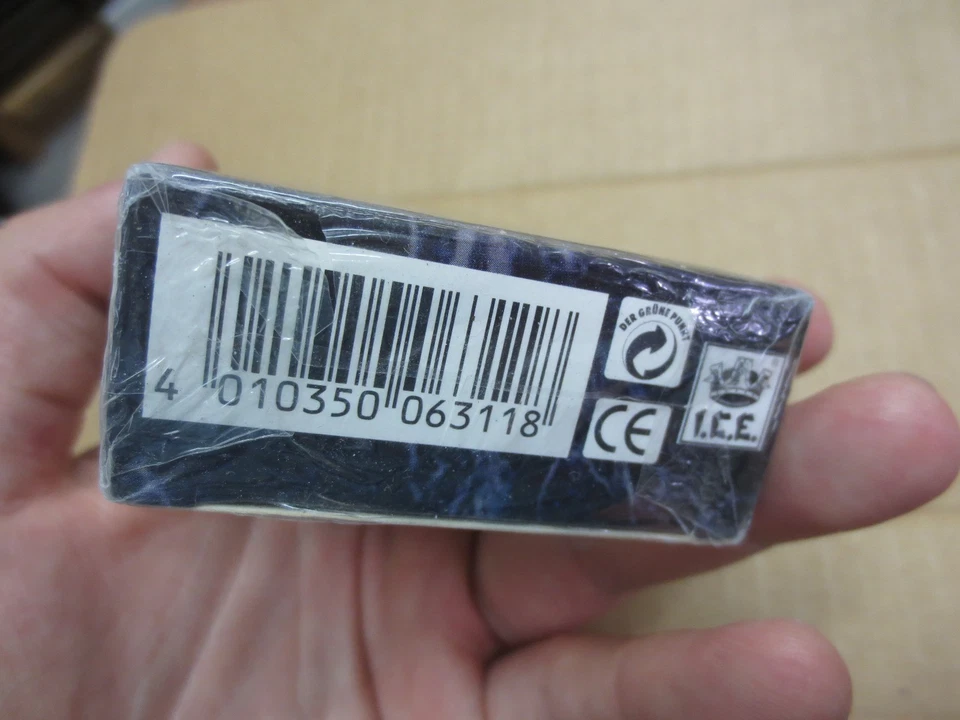 4 010350 063118
DER GRÜNE PUNKT
CE
I.C.E.